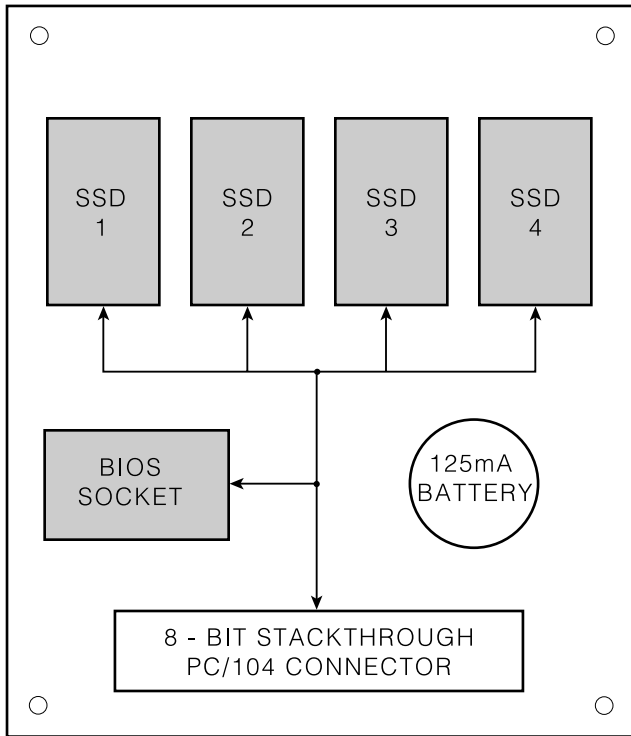 SSD
1
SSD
2
SSD
3
SSD
4
BIOS
SOCKET
125mA
BATTERY
8 - BIT STACKTHROUGH
PC/104 CONNECTOR